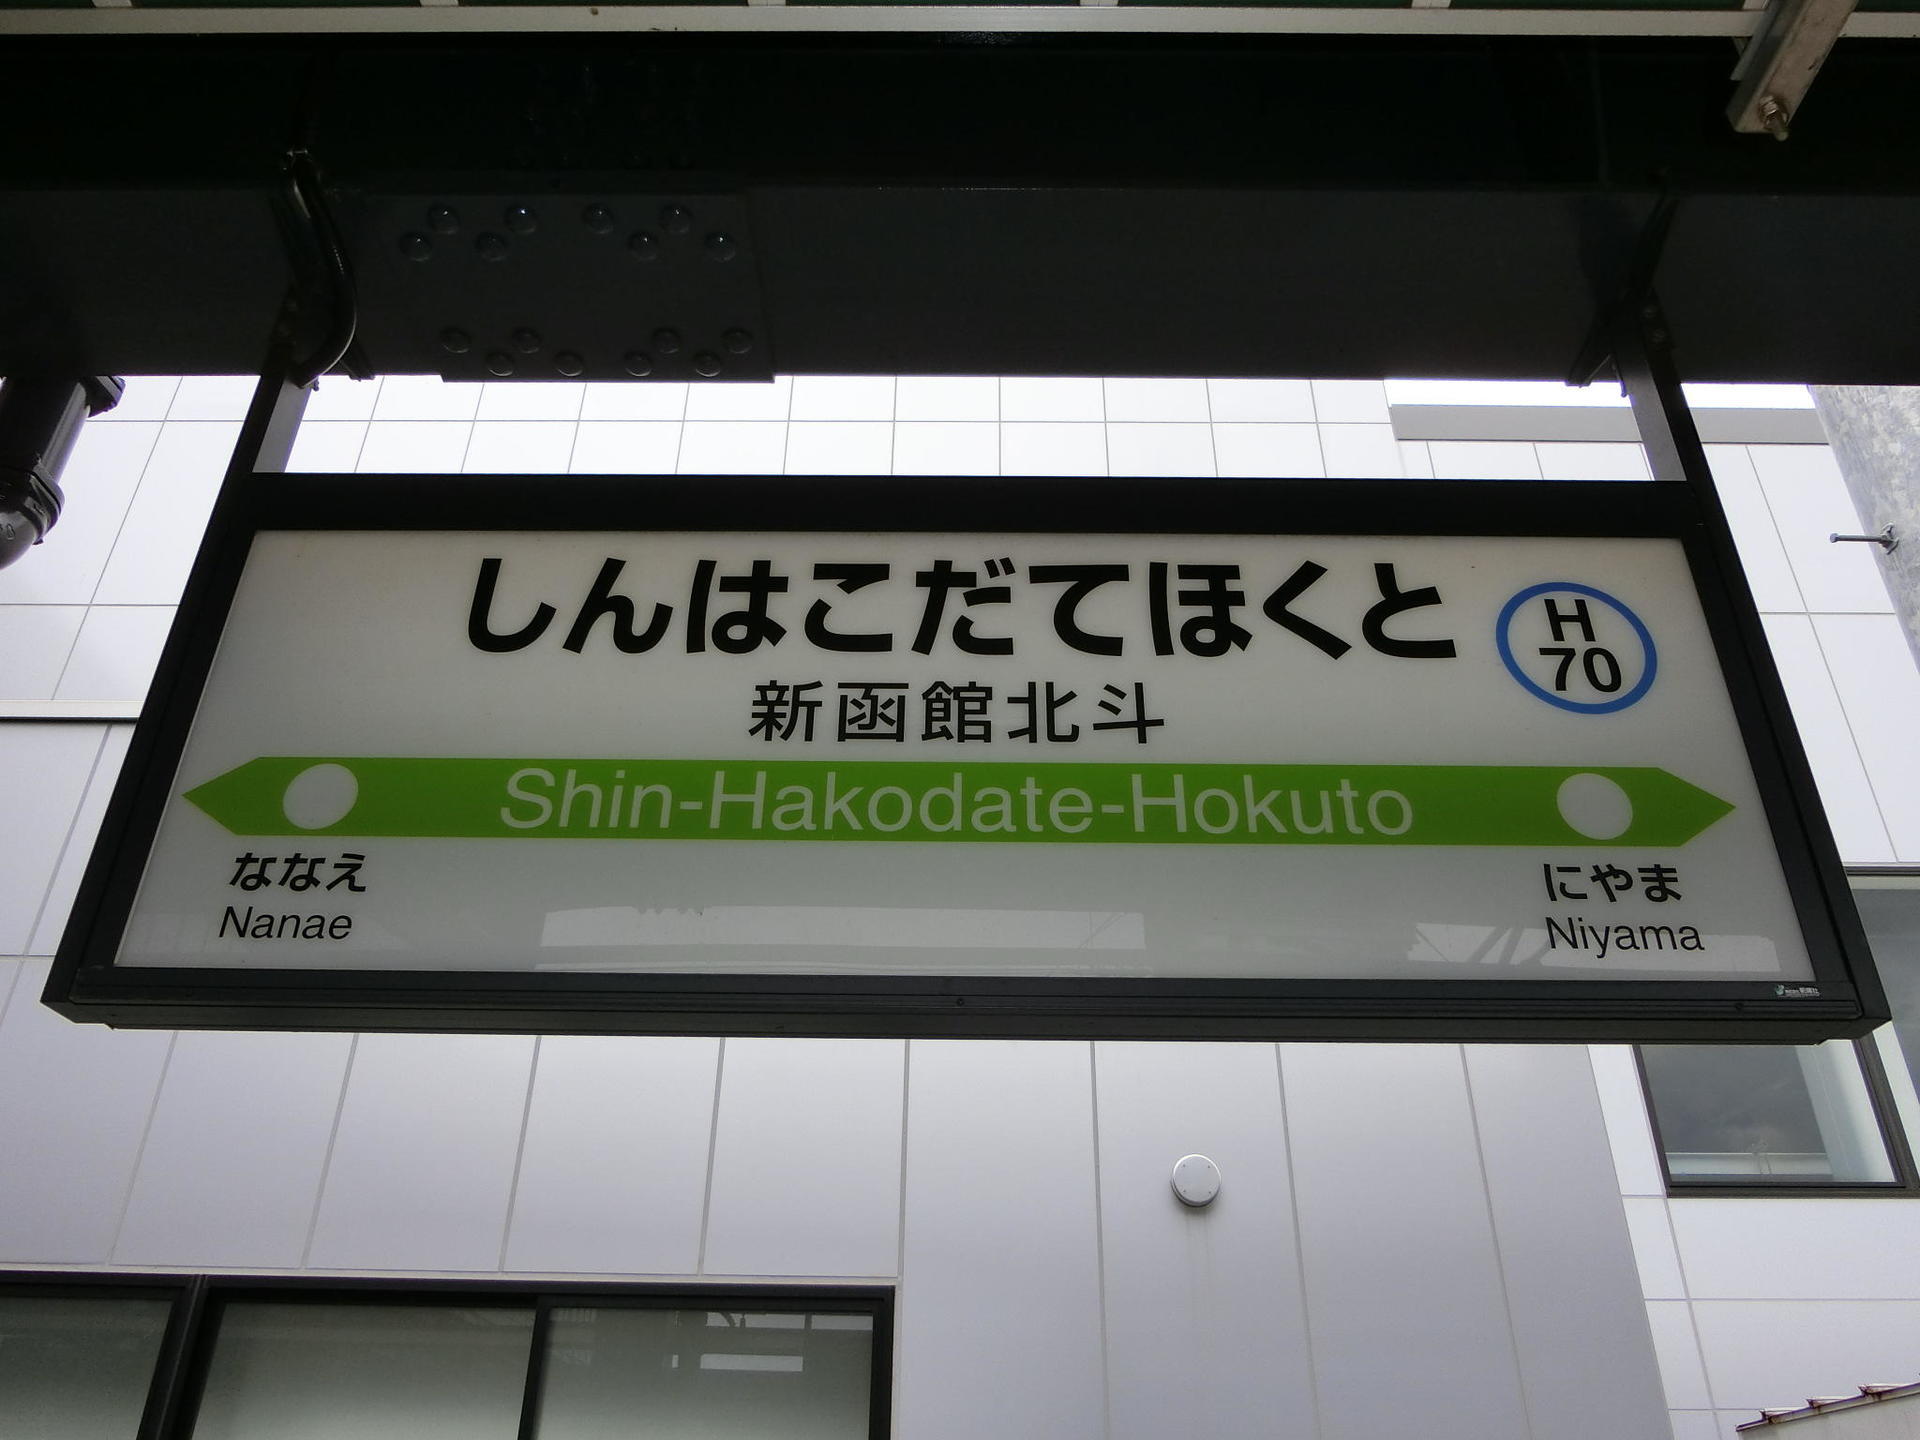 しんはこだてほくと
H
70
新函館北斗
Shin-Hakodate-Hokuto
ななえ
Nanae
にやま
Niyama